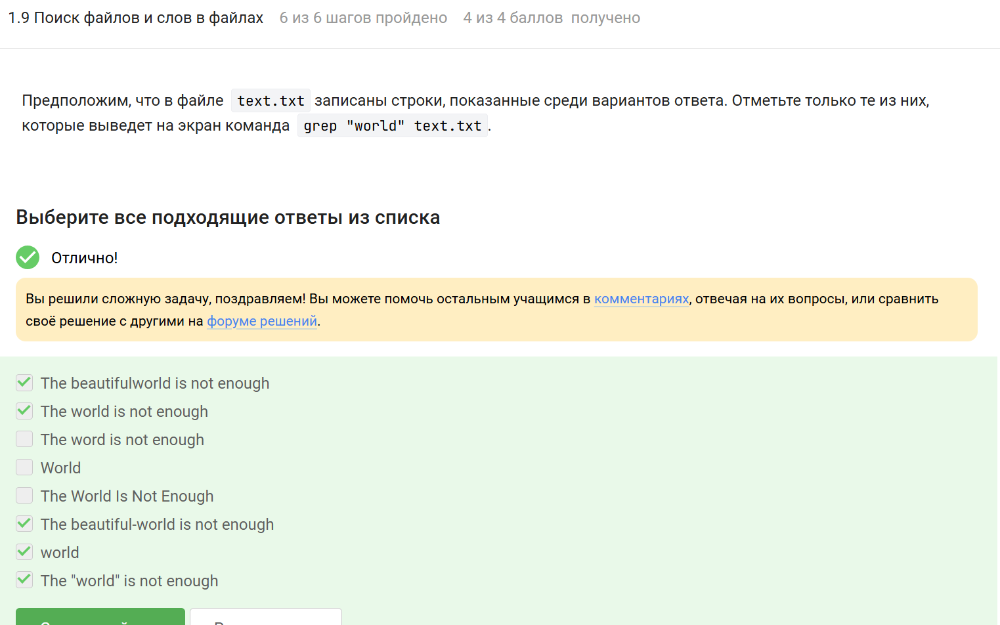 1.9 Поиск файлов и слов в файлах 6 из 6 шагов пройдено 4 из 4 баллов получено
Предположим, что в файле text.txt записаны строки, показанные среди вариантов ответа. Отметьте только те из них,
которые выведет на экран команда grep "world" text.txt.
Выберите все подходящие ответы из списка
Отлично!
Вы решили сложную задачу, поздравляем! Вы можете помочь остальным учащимся в комментариях, отвечая на их вопросы, или сравнить
своё решение с другими на форуме решений.
The beautifulworld is not enough
The world is not enough
The word is not enough
World
The World Is Not Enough
The beautiful-world is not enough
world
The "world" is not enough